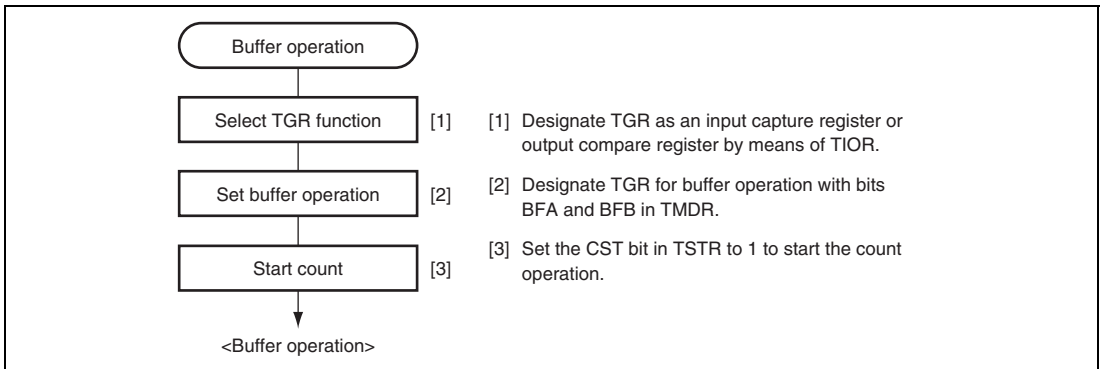 Buffer operation
Select TGR function
[1]
[1] Designate TGR as an input capture register or
output compare register by means of TIOR.
Set buffer operation
[2]
[2] Designate TGR for buffer operation with bits
BFA and BFB in TMDR.
Start count
[3]
[3] Set the CST bit in TSTR to 1 to start the count
operation.
<Buffer operation>